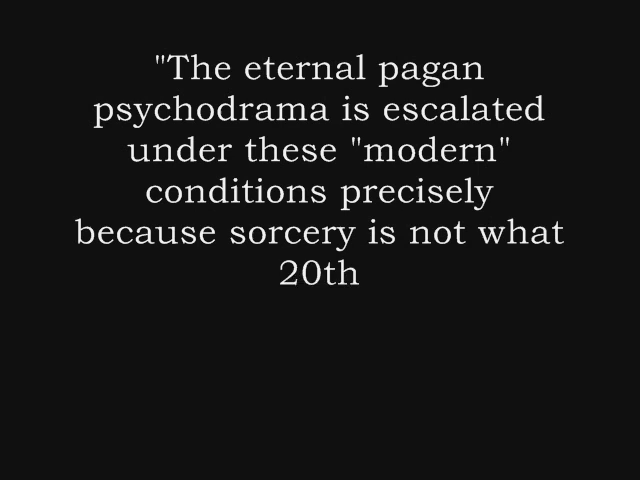 "The eternal pagan
psychodrama is escalated
under these "modern"
conditions precisely
because sorcery is not what
20th